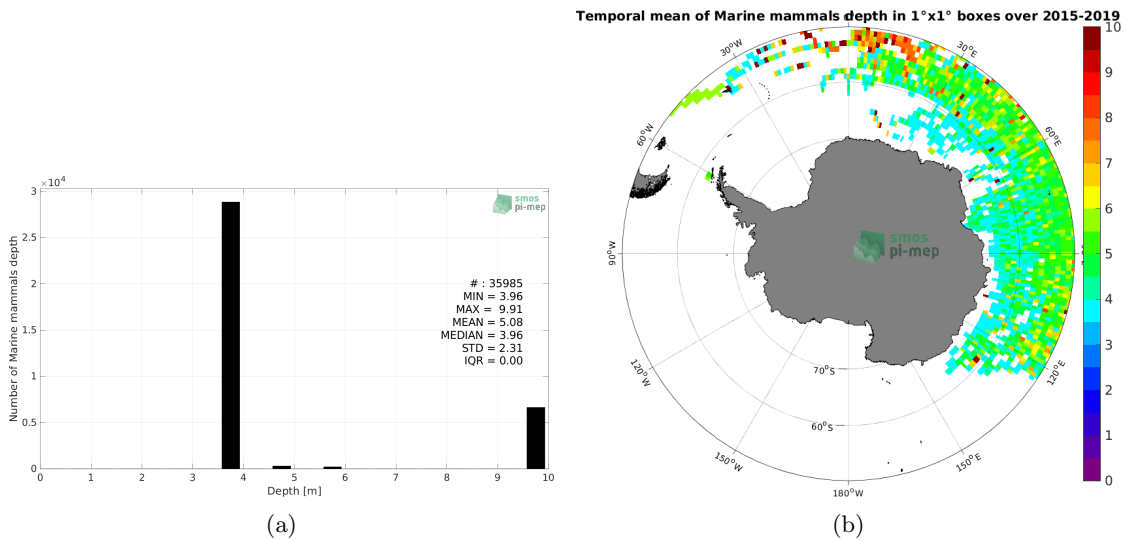 Temporal mean of Marine mammals depth in 1°x1° boxes over 2015-2019
×10⁴
3
2.5
2
1.5
1
0.5
0
Number of Marine mammals depth
smos
pi-mep
# : 35985
MIN = 3.96
MAX = 9.91
MEAN = 5.08
MEDIAN = 3.96
STD = 2.31
IQR = 0.00
0 1 2 3 4 5 6 7 8 9 10
Depth [m]
(a)
30°W
30°E
60°W
60°E
90°W
120°W
120°E
150°W
150°E
180°W
70°S
60°S
smos
pi-mep
10
9
8
7
6
5
4
3
2
1
0
(b)